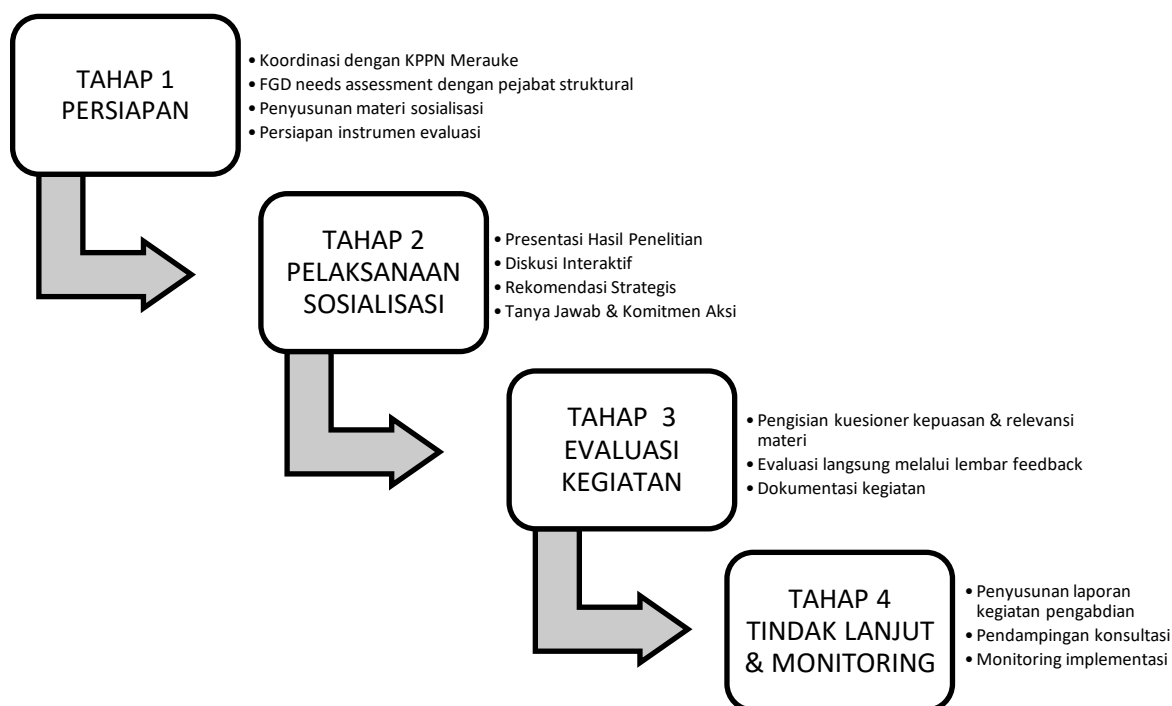 TAHAP 1
PERSIAPAN
• Koordinasi dengan KPPN Merauke
• FGD needs assessment dengan pejabat struktural
• Penyusunan materi sosialisasi
• Persiapan instrumen evaluasi
TAHAP 2
PELAKSANAAN
SOSIALISASI
• Presentasi Hasil Penelitian
• Diskusi Interaktif
• Rekomendasi Strategis
• Tanya Jawab & Komitmen Aksi
TAHAP 3
EVALUASI
KEGIATAN
• Pengisian kuesioner kepuasan & relevansi
materi
• Evaluasi langsung melalui lembar feedback
• Dokumentasi kegiatan
TAHAP 4
TINDAK LANJUT
& MONITORING
• Penyusunan laporan
kegiatan pengabdian
• Pendampingan konsultasi
• Monitoring implementasi